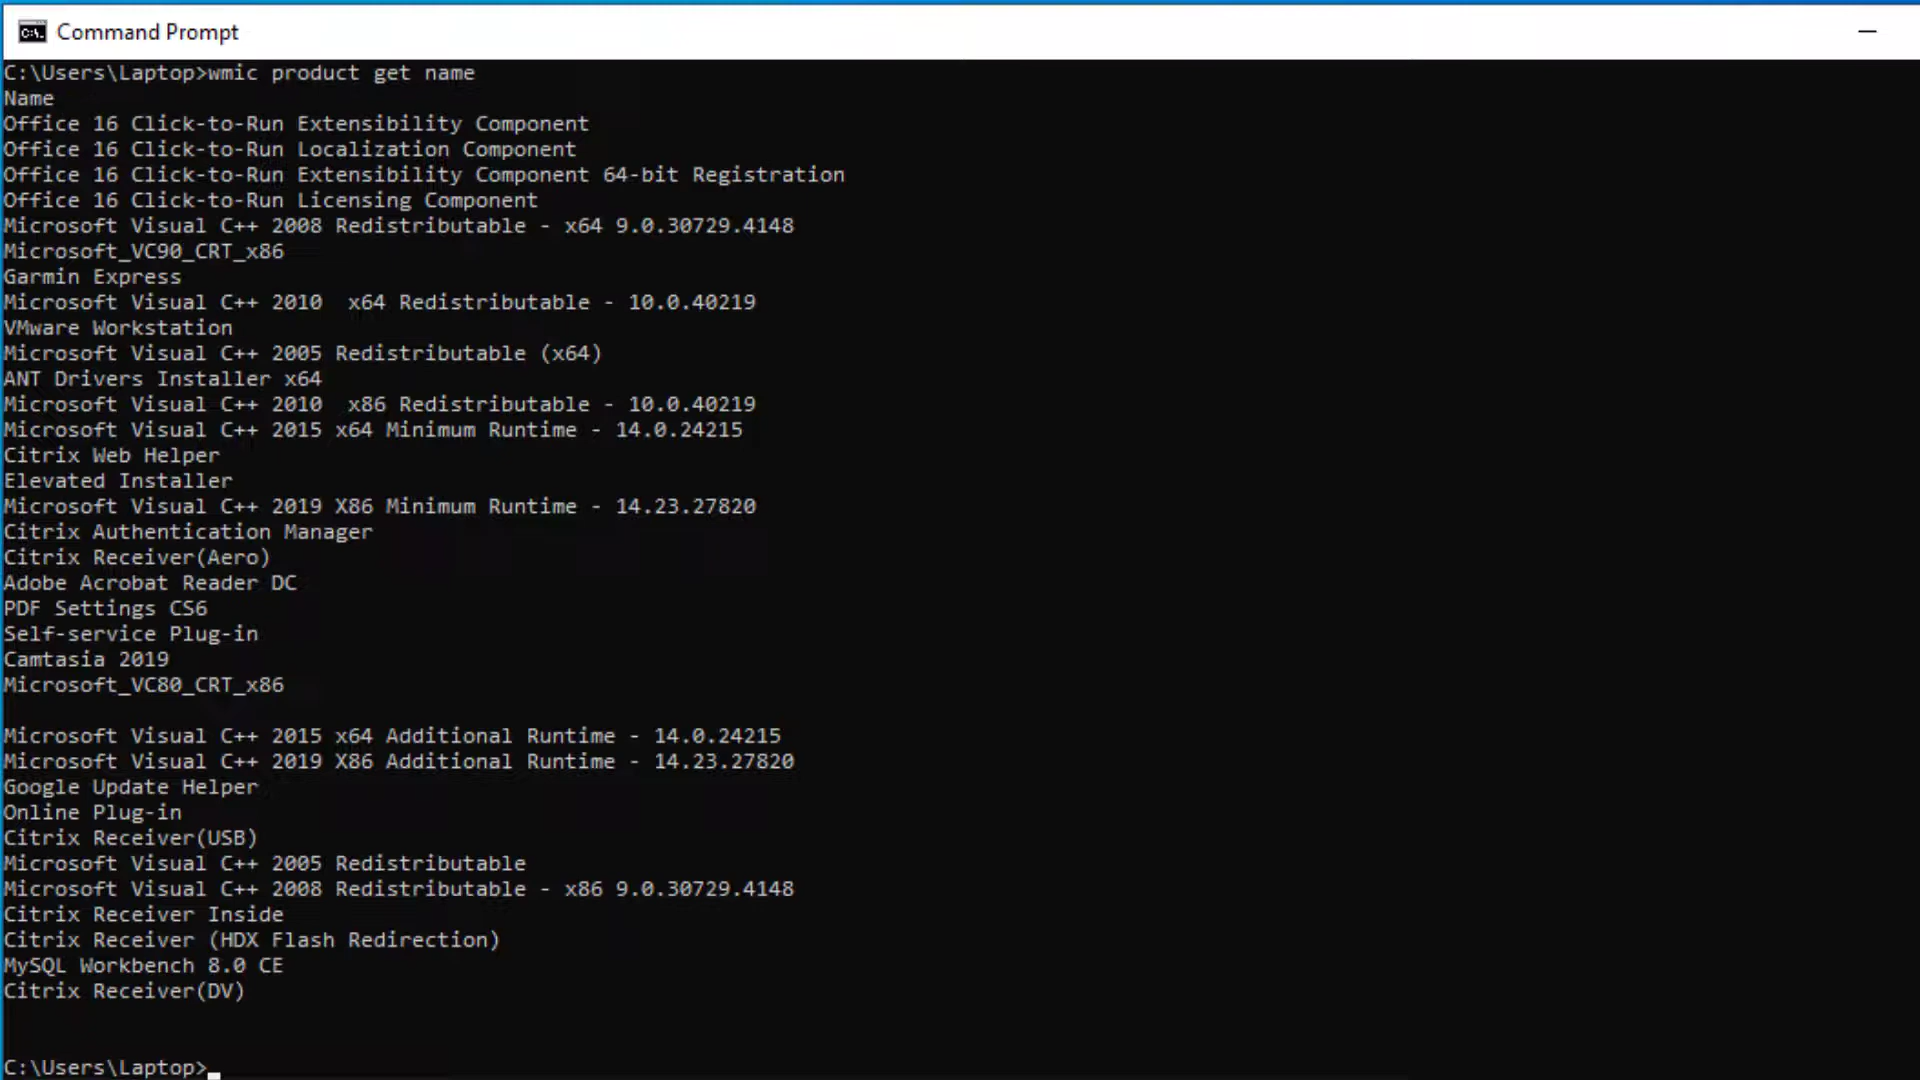 Command Prompt
C:\Users\Laptop>wmic product get name
Name
Office 16 Click-to-Run Extensibility Component
Office 16 Click-to-Run Localization Component
Office 16 Click-to-Run Extensibility Component 64-bit Registration
Office 16 Click-to-Run Licensing Component
Microsoft Visual C++ 2008 Redistributable - x64 9.0.30729.4148
Microsoft_VC90_CRT_x86
Garmin Express
Microsoft Visual C++ 2010  x64 Redistributable - 10.0.40219
VMware Workstation
Microsoft Visual C++ 2005 Redistributable (x64)
ANT Drivers Installer x64
Microsoft Visual C++ 2010  x86 Redistributable - 10.0.40219
Microsoft Visual C++ 2015 x64 Minimum Runtime - 14.0.24215
Citrix Web Helper
Elevated Installer
Microsoft Visual C++ 2019 X86 Minimum Runtime - 14.23.27820
Citrix Authentication Manager
Citrix Receiver(Aero)
Adobe Acrobat Reader DC
PDF Settings CS6
Self-service Plug-in
Camtasia 2019
Microsoft_VC80_CRT_x86
Microsoft Visual C++ 2015 x64 Additional Runtime - 14.0.24215
Microsoft Visual C++ 2019 X86 Additional Runtime - 14.23.27820
Google Update Helper
Online Plug-in
Citrix Receiver(USB)
Microsoft Visual C++ 2005 Redistributable
Microsoft Visual C++ 2008 Redistributable - x86 9.0.30729.4148
Citrix Receiver Inside
Citrix Receiver (HDX Flash Redirection)
MySQL Workbench 8.0 CE
Citrix Receiver(DV)
C:\Users\Laptop>